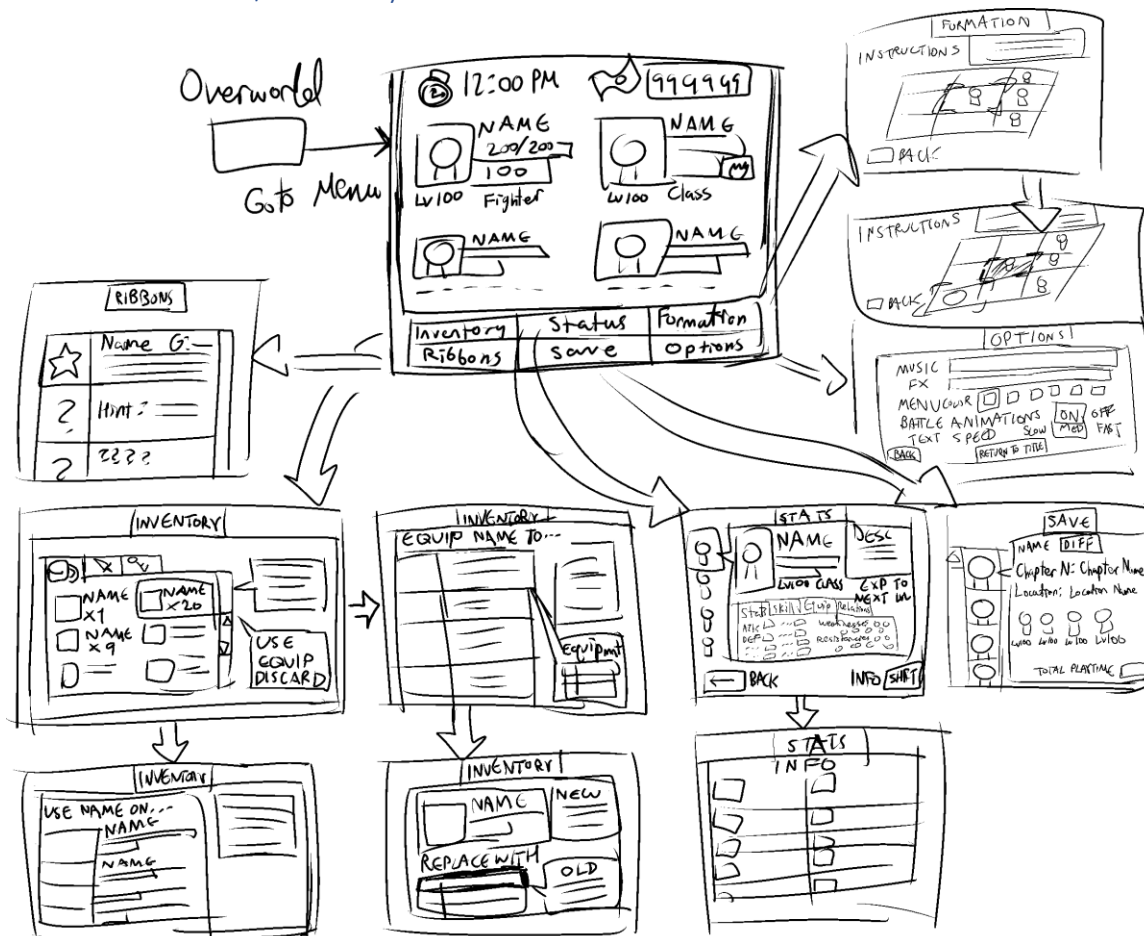 Overworld
Goto Menu
12:00 PM
999999
NAME
200/200
100
LV100 Fighter
NAME
LV100 Class
NAME
NAME
Inventory Status Formation
Ribbons Save Options
FORMATION
INSTRUCTIONS
BACK
INSTRUCTIONS
BACK
OPTIONS
MUSIC
FX
MENU COLOR
BATTLE ANIMATIONS ON OFF
TEXT SPEED SLOW MED FAST
BACK
RETURN TO TITLE
RIBBONS
Name G:
? Hint:
? ????
INVENTORY
NAME
X1
NAME
X20
NAME
X9
USE
EQUIP
DISCARD
INVENTORY
EQUIP NAME TO...
Equipment
STATS
NAME
LV100 CLASS
DESC
EXP TO
NEXT LVL
Stats Skill Equip Relations
ATK
DEF
Weaknesses
Resistances
BACK
INFO SHIFT
SAVE
NAME DIFF
Chapter N: Chapter Name
Location: Location Name
LV100 LV100 LV100 LV100
TOTAL PLAYTIME
INVENTORY
USE NAME ON...
NAME
NAME
INVENTORY
NAME
NEW
REPLACE WITH
OLD
STATS
INFO